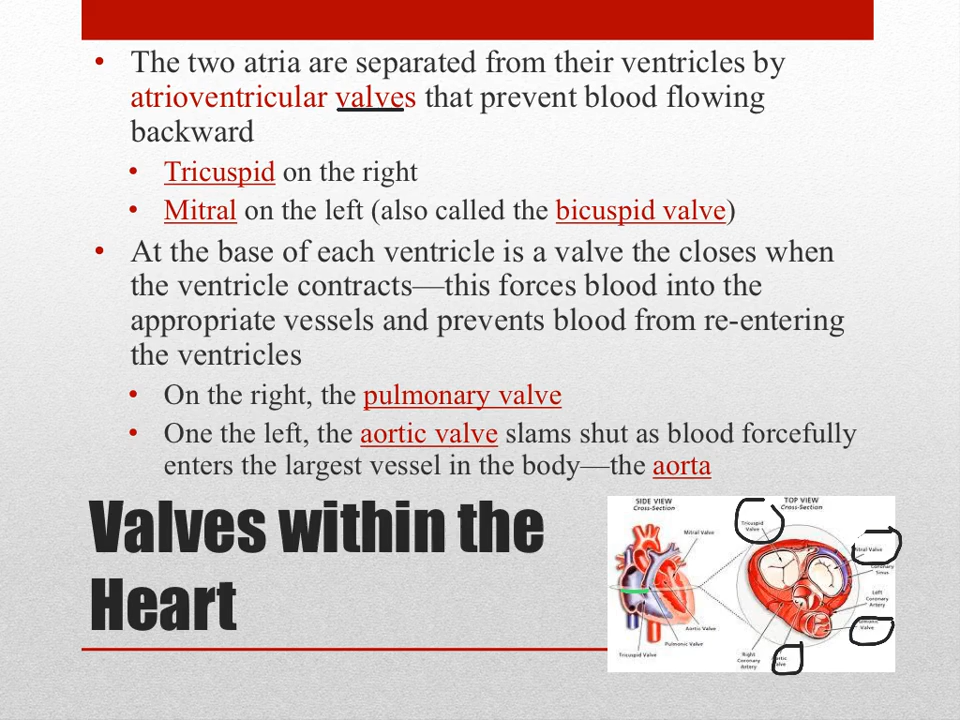 • The two atria are separated from their ventricles by
atrioventricular valves that prevent blood flowing
backward
• Tricuspid on the right
• Mitral on the left (also called the bicuspid valve)
• At the base of each ventricle is a valve the closes when
the ventricle contracts—this forces blood into the
appropriate vessels and prevents blood from re-entering
the ventricles
• On the right, the pulmonary valve
• One the left, the aortic valve slams shut as blood forcefully
enters the largest vessel in the body—the aorta
Valves within the
Heart
SIDE VIEW
Cross-Section
Mitral Valve
Aortic Valve
Pulmonic Valve
Tricuspid Valve
TOP VIEW
Cross-Section
Tricuspid
Valve
Mitral Valve
Coronary
Sinus
Left
Coronary
Artery
Valve
Right
Coronary
Artery
Valve